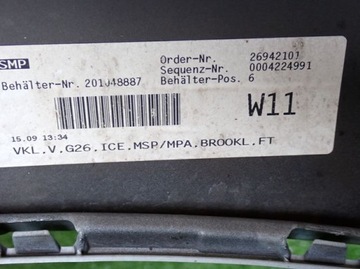 SMP
Order-Nr. 26942101
Sequenz-Nr. 0004224991
Behälter-Nr. 201048887 Behälter-Pos. 6
W11
15.09 13:34
VKL.V.G26.ICE.MSP/MPA.BROOKL.FT